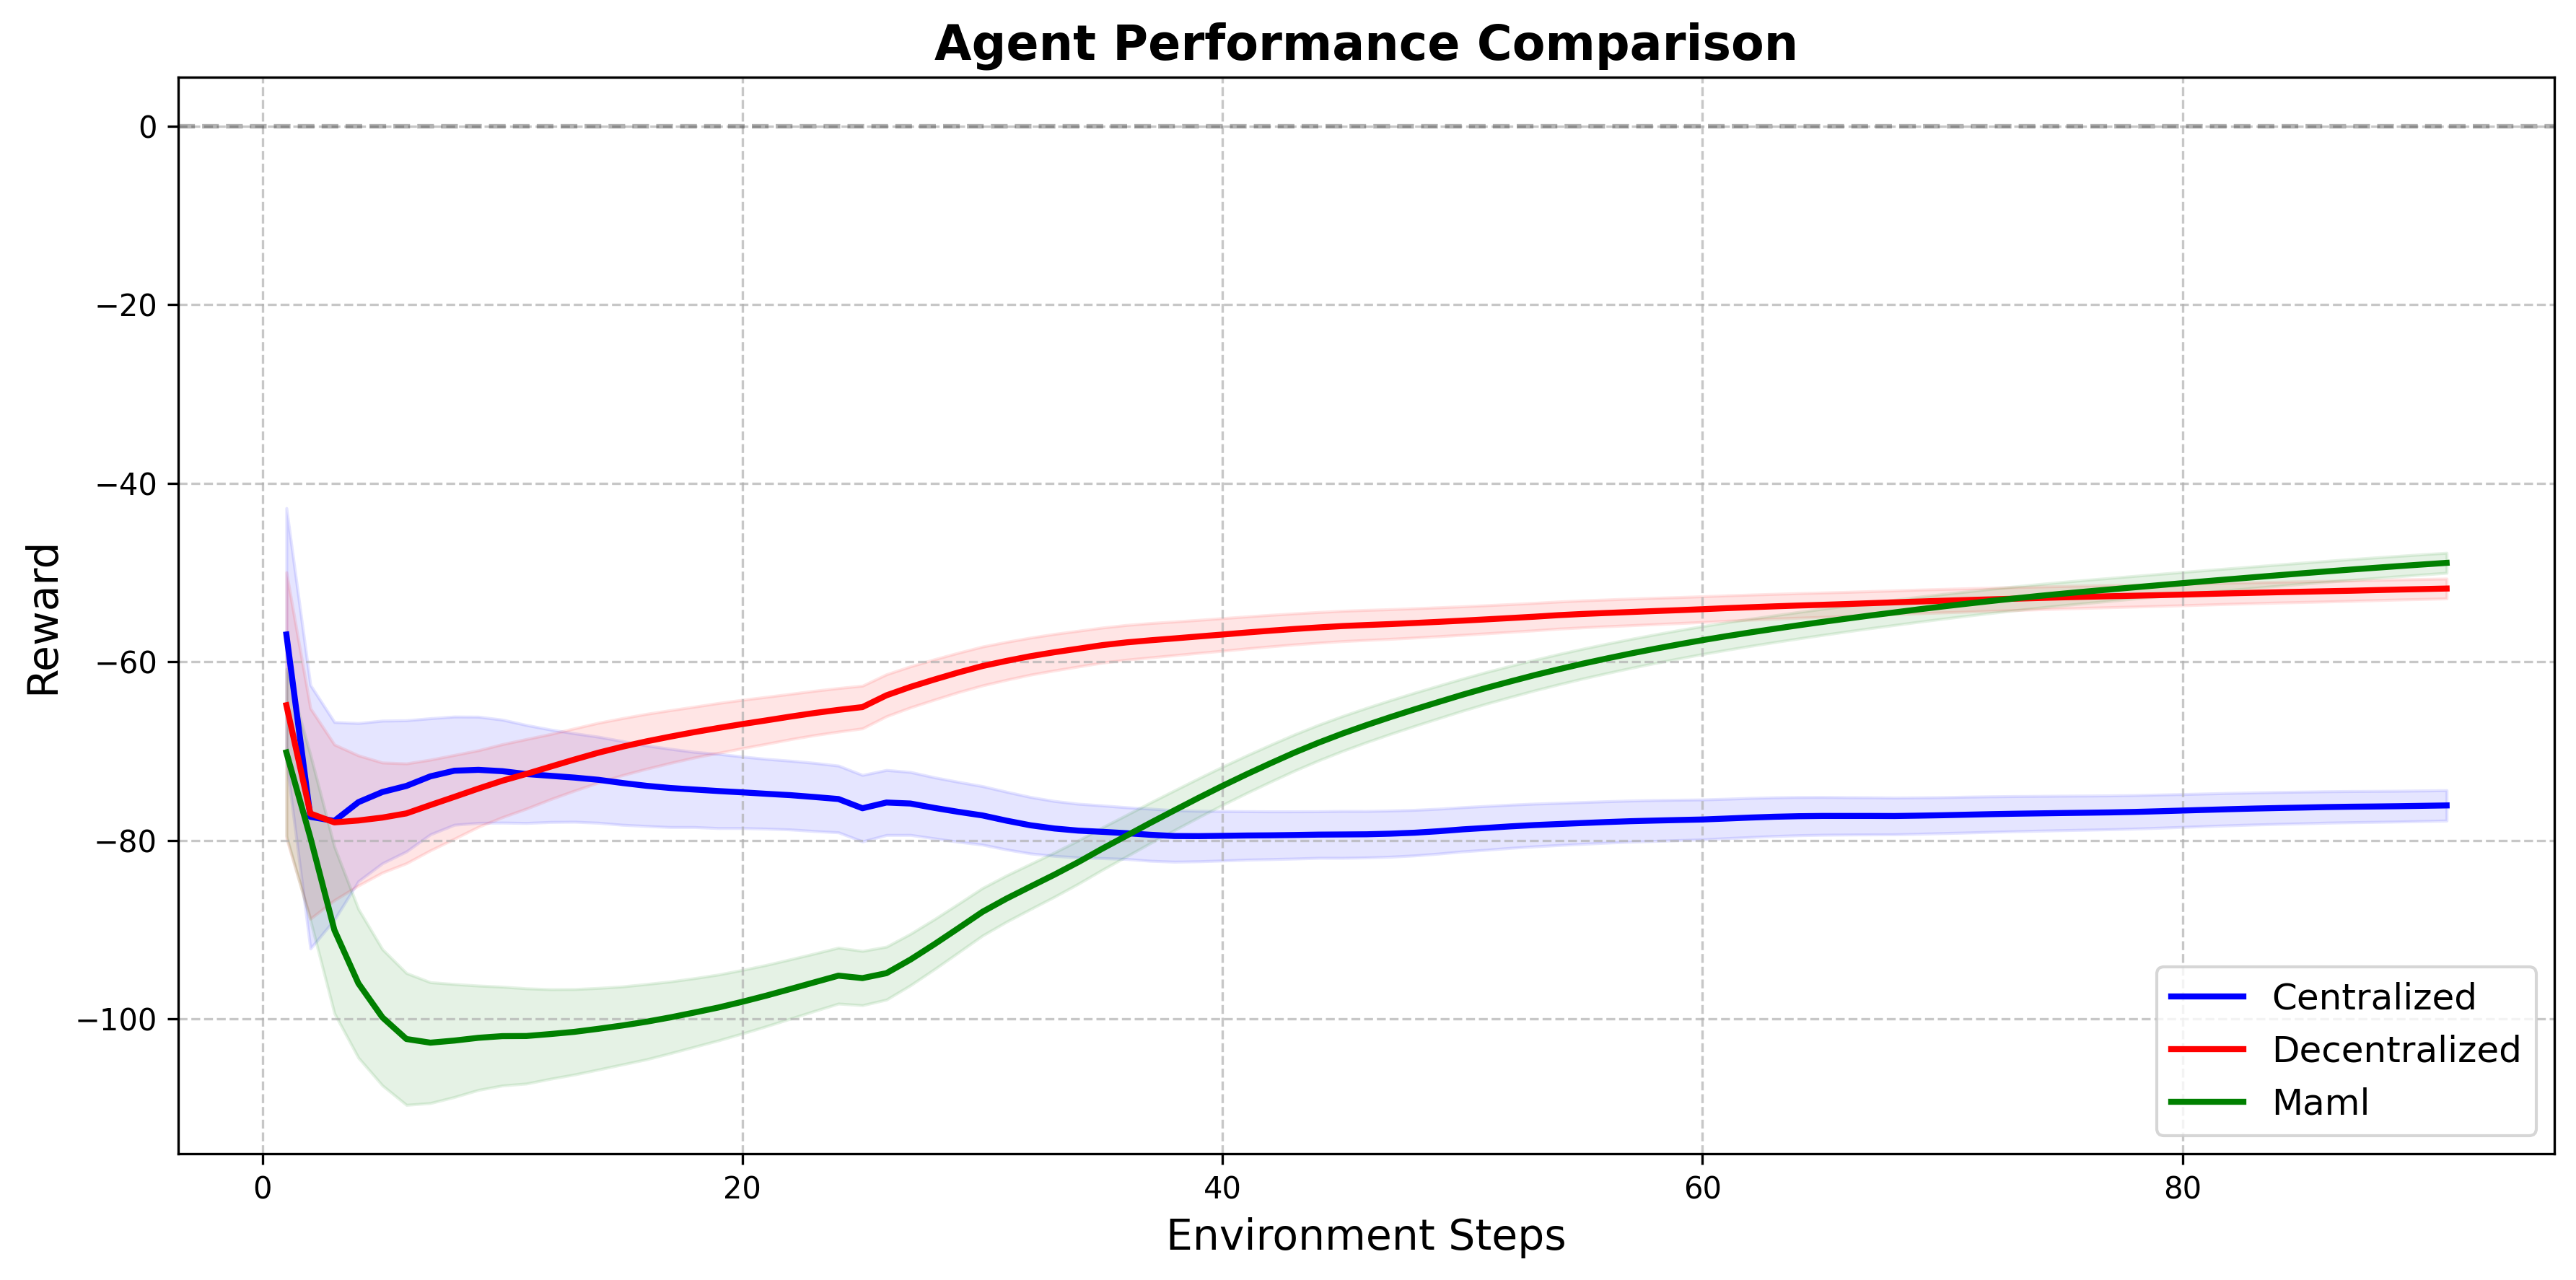 Agent Performance Comparison
Reward
0
−20
−40
−60
−80
−100
0
20
40
60
80
Environment Steps
Centralized
Decentralized
Maml